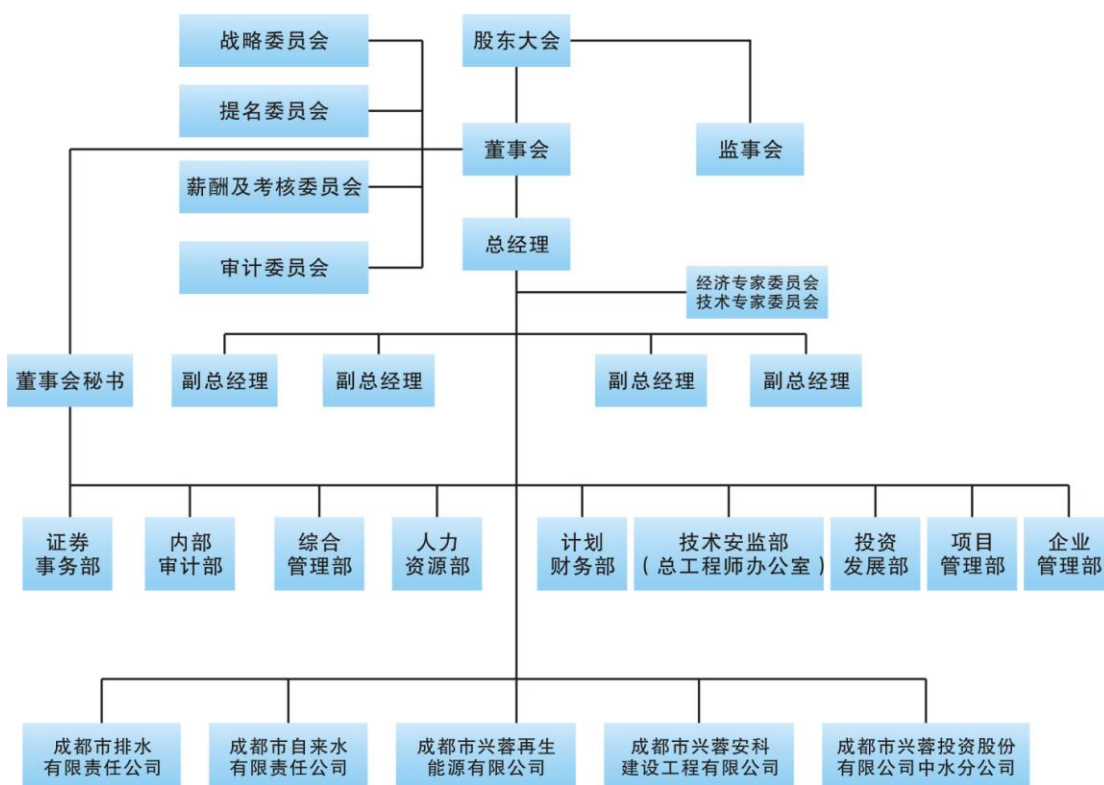 战略委员会
股东大会
提名委员会
董事会
监事会
薪酬及考核委员会
总经理
审计委员会
经济专家委员会
技术专家委员会
董事会秘书
副总经理
副总经理
副总经理
副总经理
证券
事务部
内部
审计部
综合
管理部
人力
资源部
计划
财务部
技术安监部
（总工程师办公室）
投资
发展部
项目
管理部
企业
管理部
成都市排水
有限责任公司
成都市自来水
有限责任公司
成都市兴蓉再生
能源有限公司
成都市兴蓉安科
建设工程有限公司
成都市兴蓉投资股份
有限公司中水分公司